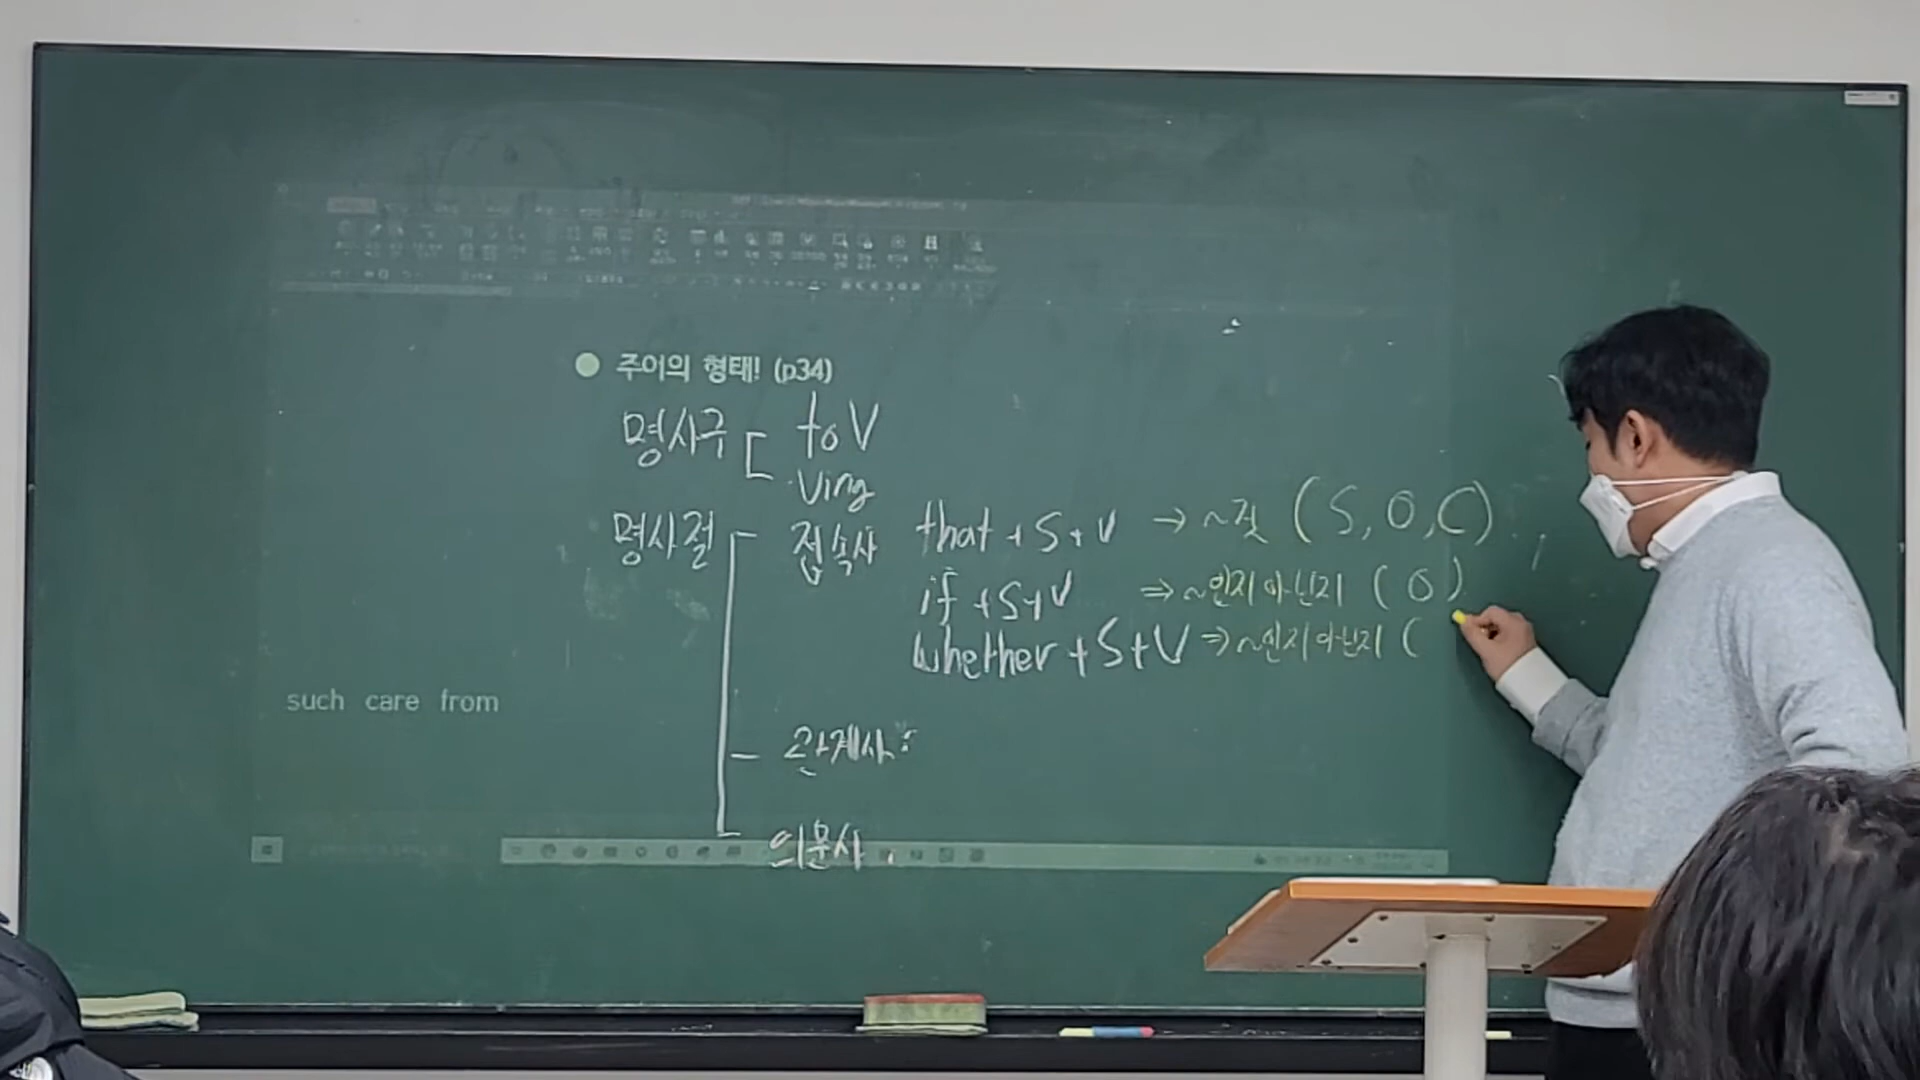 ● 주어의 형태! (p34)
명사구 [ to V
Ving
명사절 접속사 that + S + V ⇒ ~것 (S, O, C)
if + S + V ⇒ ~인지 아닌지 ( O )
whether + S + V ⇒ ~인지 아닌지 (
such care from
관계사:
의문사